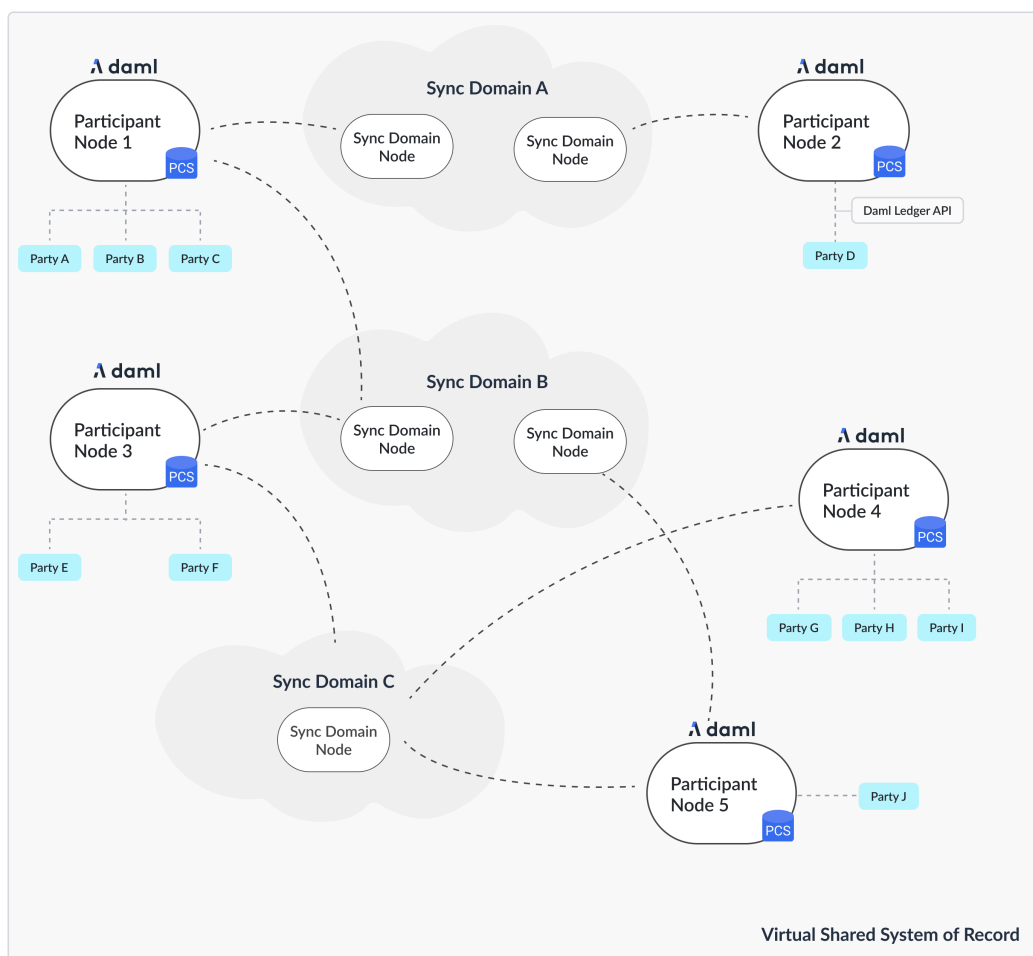 daml
Participant
Node 1
PCS
Party A
Party B
Party C
Sync Domain A
Sync Domain
Node
Sync Domain
Node
daml
Participant
Node 2
PCS
Daml Ledger API
Party D
daml
Participant
Node 3
PCS
Party E
Party F
Sync Domain B
Sync Domain
Node
Sync Domain
Node
daml
Participant
Node 4
PCS
Party G
Party H
Party I
Sync Domain C
Sync Domain
Node
daml
Participant
Node 5
PCS
Party J
Virtual Shared System of Record